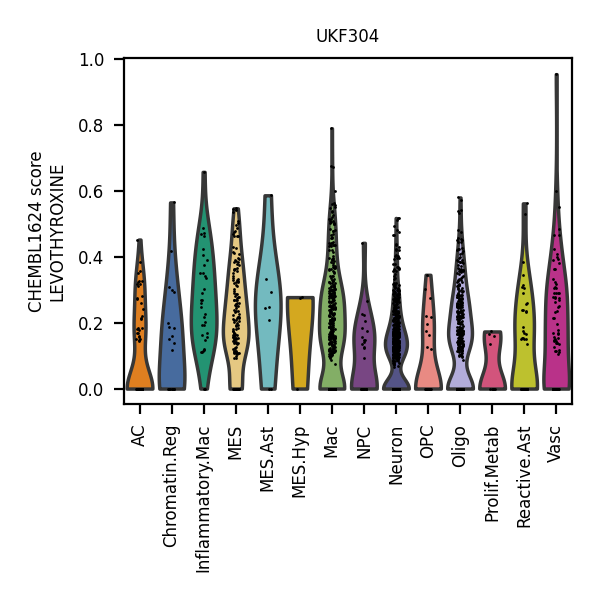 UKF304
CHEMBL1624 score
LEVOTHYROXINE
1.0
0.8
0.6
0.4
0.2
0.0
AC
Chromatin.Reg
Inflammatory.Mac
MES
MES.Ast
MES.Hyp
Mac
NPC
Neuron
OPC
Oligo
Prolif.Metab
Reactive.Ast
Vasc